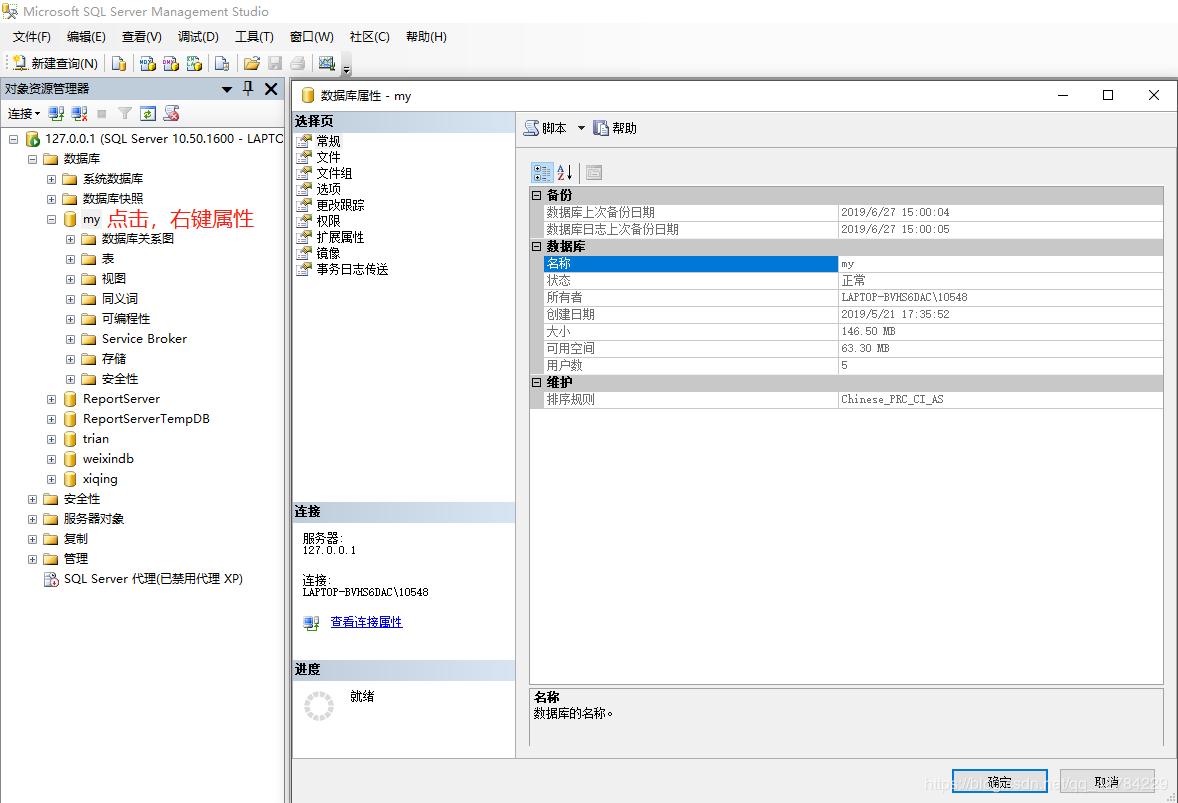 Microsoft SQL Server Management Studio
文件(F) 编辑(E) 查看(V) 调试(D) 工具(T) 窗口(W) 社区(C) 帮助(H)
新建查询(N)
对象资源管理器
连接
127.0.0.1 (SQL Server 10.50.1600 - LAPTO
数据库
系统数据库
数据库快照
my 点击，右键属性
数据库关系图
表
视图
同义词
可编程性
Service Broker
存储
安全性
ReportServer
ReportServerTempDB
trian
weixindb
xiqing
安全性
服务器对象
复制
管理
SQL Server 代理(已禁用代理 XP)
数据库属性 - my
选择页
常规
文件
文件组
选项
更改跟踪
权限
扩展属性
镜像
事务日志传送
连接
服务器:
127.0.0.1
连接:
LAPTOP-BVHS6DAC\10548
查看连接属性
进度
就绪
脚本 帮助
备份
数据库上次备份日期 2019/6/27 15:00:04
数据库日志上次备份日期 2019/6/27 15:00:05
数据库
名称 my
状态 正常
所有者 LAPTOP-BVHS6DAC\10548
创建日期 2019/5/21 17:35:52
大小 146.50 MB
可用空间 63.30 MB
用户数 5
维护
排序规则 Chinese_PRC_CI_AS
名称
数据库的名称。
确定 取消